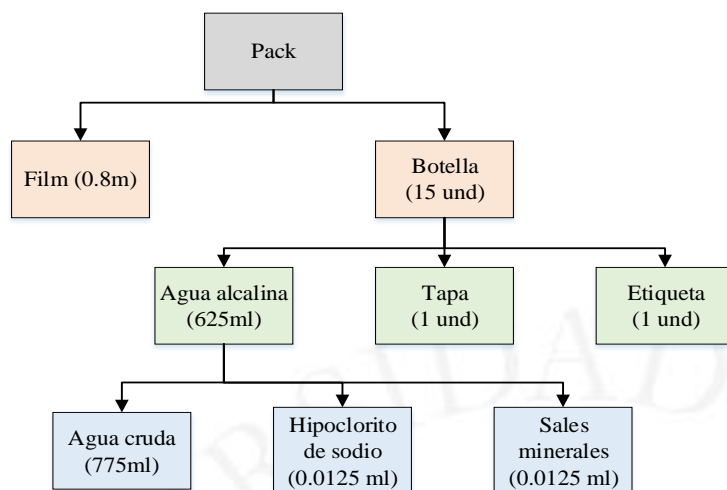 Pack
Film (0.8m)
Botella
(15 und)
Agua alcalina
(625ml)
Tapa
(1 und)
Etiqueta
(1 und)
Agua cruda
(775ml)
Hipoclorito
de sodio
(0.0125 ml)
Sales
minerales
(0.0125 ml)